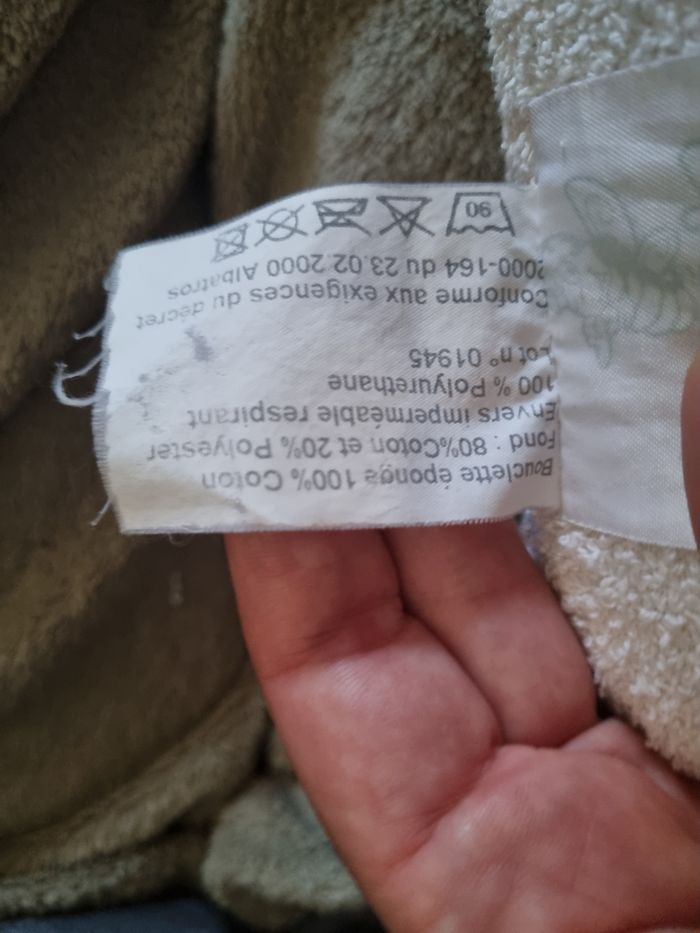 Bouclette éponge 100% Coton
Fond : 80%Coton et 20% Polyester
Envers imperméable respirant
100 % Polyurethane
Lot n° 01945
Conforme aux exigences du décret
2000-164 du 23.02.2000 Albatros
90